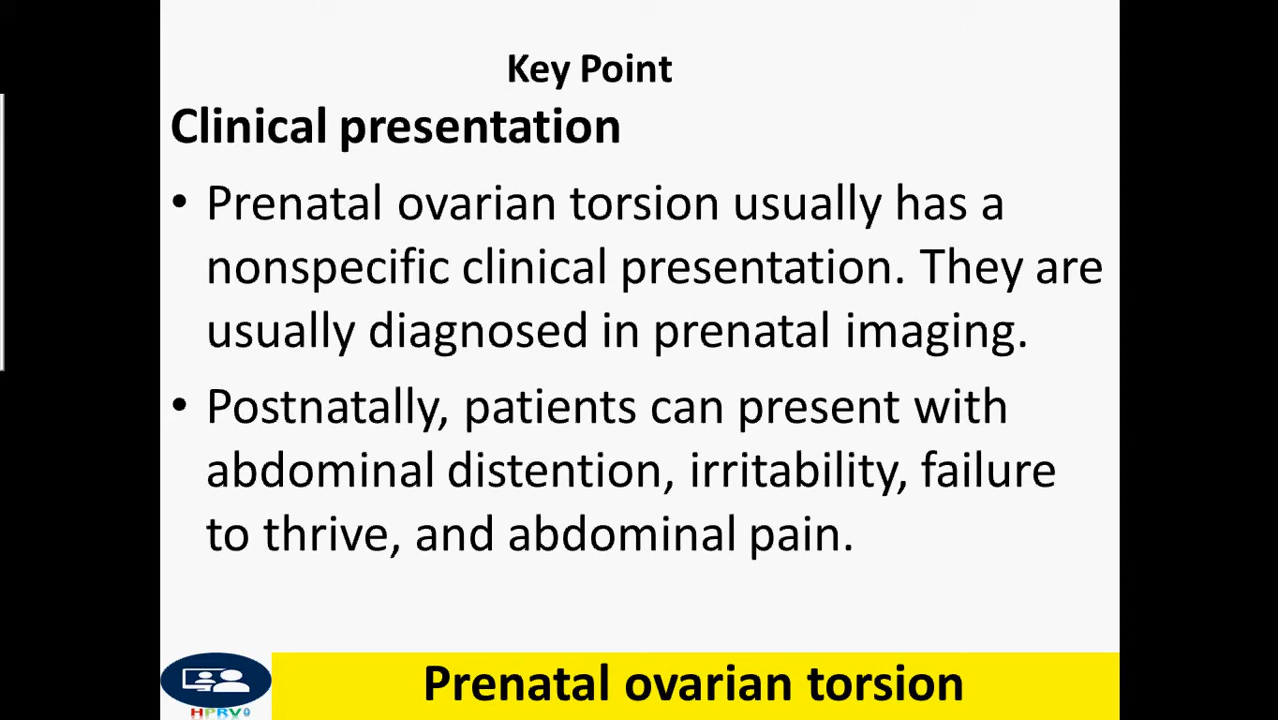 Key Point
Clinical presentation
• Prenatal ovarian torsion usually has a
nonspecific clinical presentation. They are
usually diagnosed in prenatal imaging.
• Postnatally, patients can present with
abdominal distention, irritability, failure
to thrive, and abdominal pain.
Prenatal ovarian torsion
HPRV